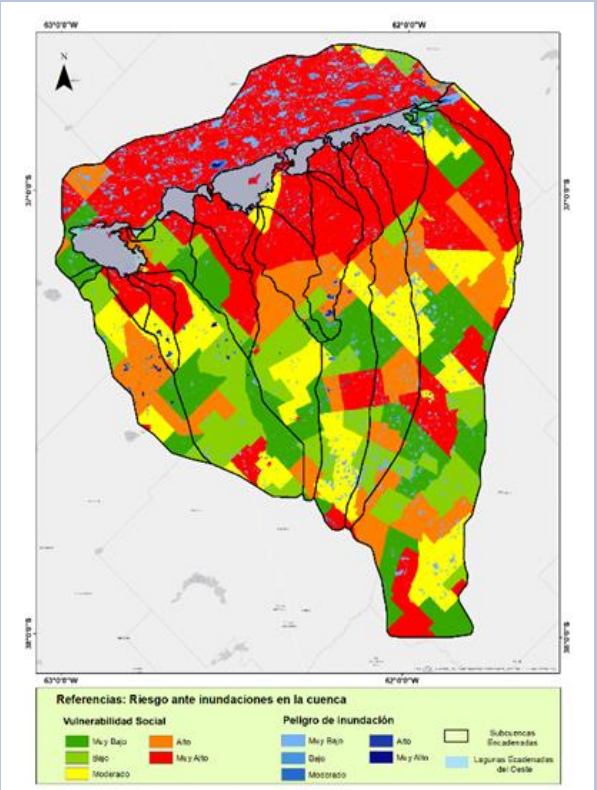 63°0'0"W 62°0'0"W
N
37°0'0"S 37°0'0"S
38°0'0"S 38°0'0"S
63°0'0"W 62°0'0"W
Referencias: Riesgo ante inundaciones en la cuenca
Vulnerabilidad Social Peligro de Inundación
Muy Bajo Alto Muy Bajo Alto Subcuencas
Encadenadas
Bajo Muy Alto Bajo Muy Alto Lagunas Ecadenadas
del Oeste
Moderado Moderado